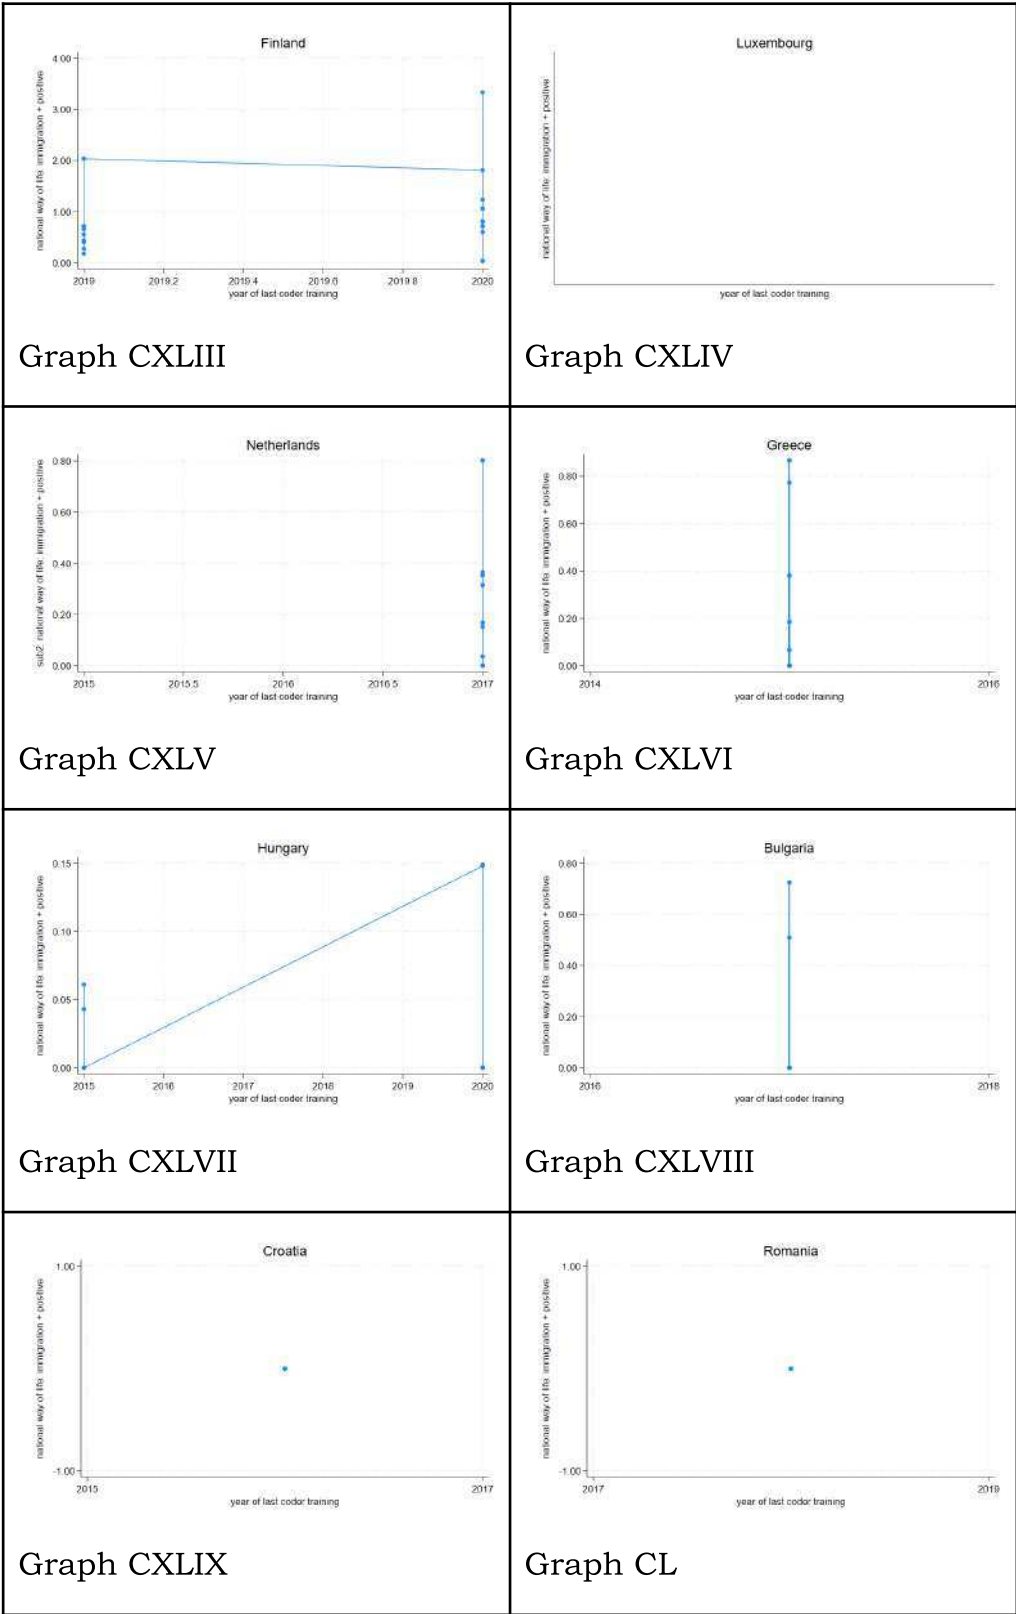 Finland
national way of life: immigration + positive
4.00
3.00
2.00
1.00
0.00
2019
2019.2
2019.4
2019.6
2019.8
2020
year of last coder training
Graph CXLIII
Luxembourg
national way of life: immigration + positive
year of last coder training
Graph CXLIV
Netherlands
sub2: national way of life: immigration + positive
0.80
0.60
0.40
0.20
0.00
2015
2015.5
2016
2016.5
2017
year of last coder training
Graph CXLV
Greece
national way of life: immigration + positive
0.80
0.60
0.40
0.20
0.00
2014
2016
year of last coder training
Graph CXLVI
Hungary
national way of life: immigration + positive
0.15
0.10
0.05
0.00
2015
2016
2017
2018
2019
2020
year of last coder training
Graph CXLVII
Bulgaria
national way of life: immigration + positive
0.80
0.60
0.40
0.20
0.00
2016
2018
year of last coder training
Graph CXLVIII
Croatia
national way of life: immigration + positive
1.00
-1.00
2015
2017
year of last coder training
Graph CXLIX
Romania
national way of life: immigration + positive
1.00
-1.00
2017
2019
year of last coder training
Graph CL